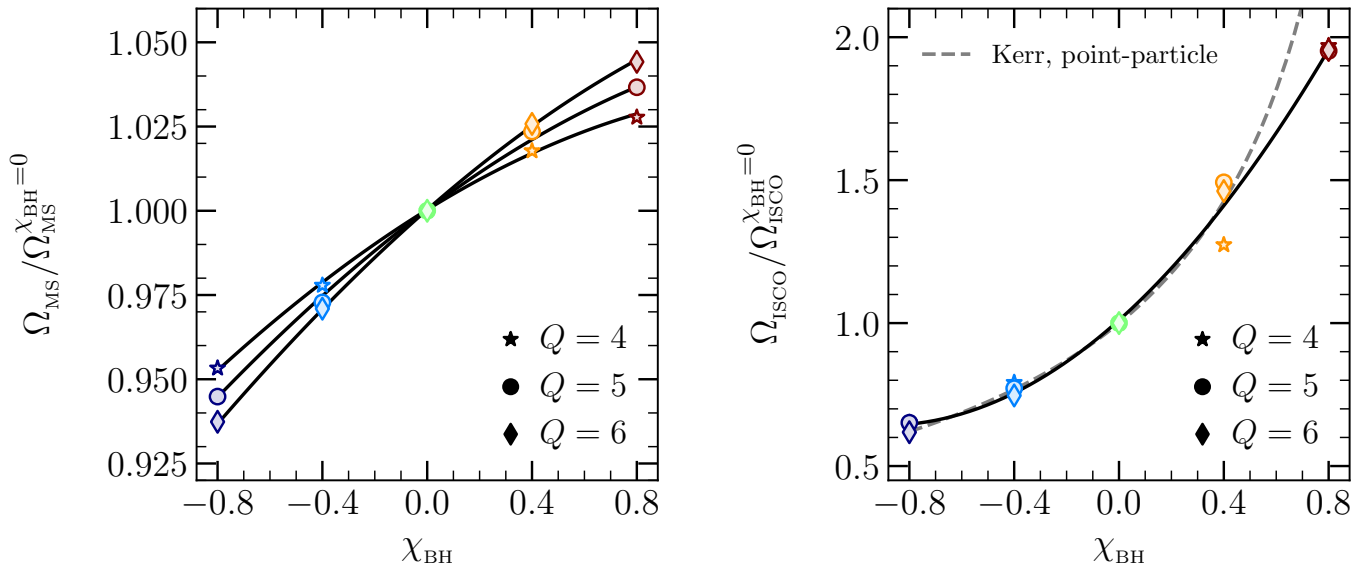 1.050
1.025
1.000
0.975
0.950
0.925
Ω_MS/Ω_MS^{χ_BH=0}
Q = 4
Q = 5
Q = 6
−0.8 −0.4 0.0 0.4 0.8
χ_BH
2.0
1.5
1.0
0.5
Ω_ISCO/Ω_ISCO^{χ_BH=0}
Kerr, point-particle
Q = 4
Q = 5
Q = 6
−0.8 −0.4 0.0 0.4 0.8
χ_BH